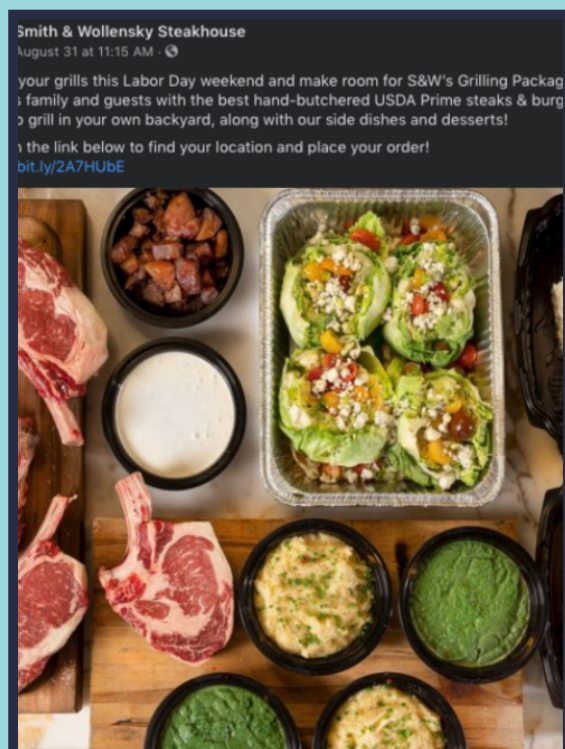 Smith & Wollensky Steakhouse
August 31 at 11:15 AM ·
your grills this Labor Day weekend and make room for S&W's Grilling Packag
s family and guests with the best hand-butchered USDA Prime steaks & burg
o grill in your own backyard, along with our side dishes and desserts!
n the link below to find your location and place your order!
bit.ly/2A7HUbE